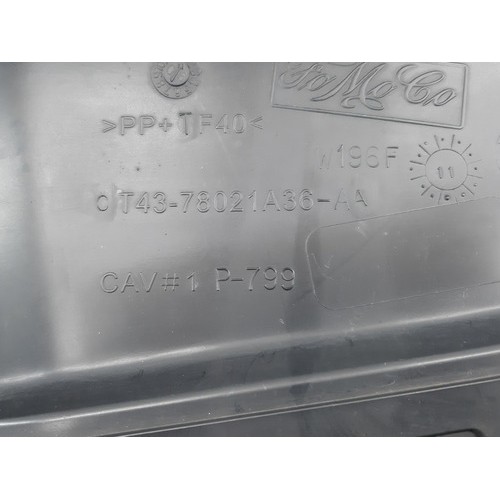 FoMoCo
>PP+TF40<
196F
11
CT43-78021A36-AA
CAV#1 P-799